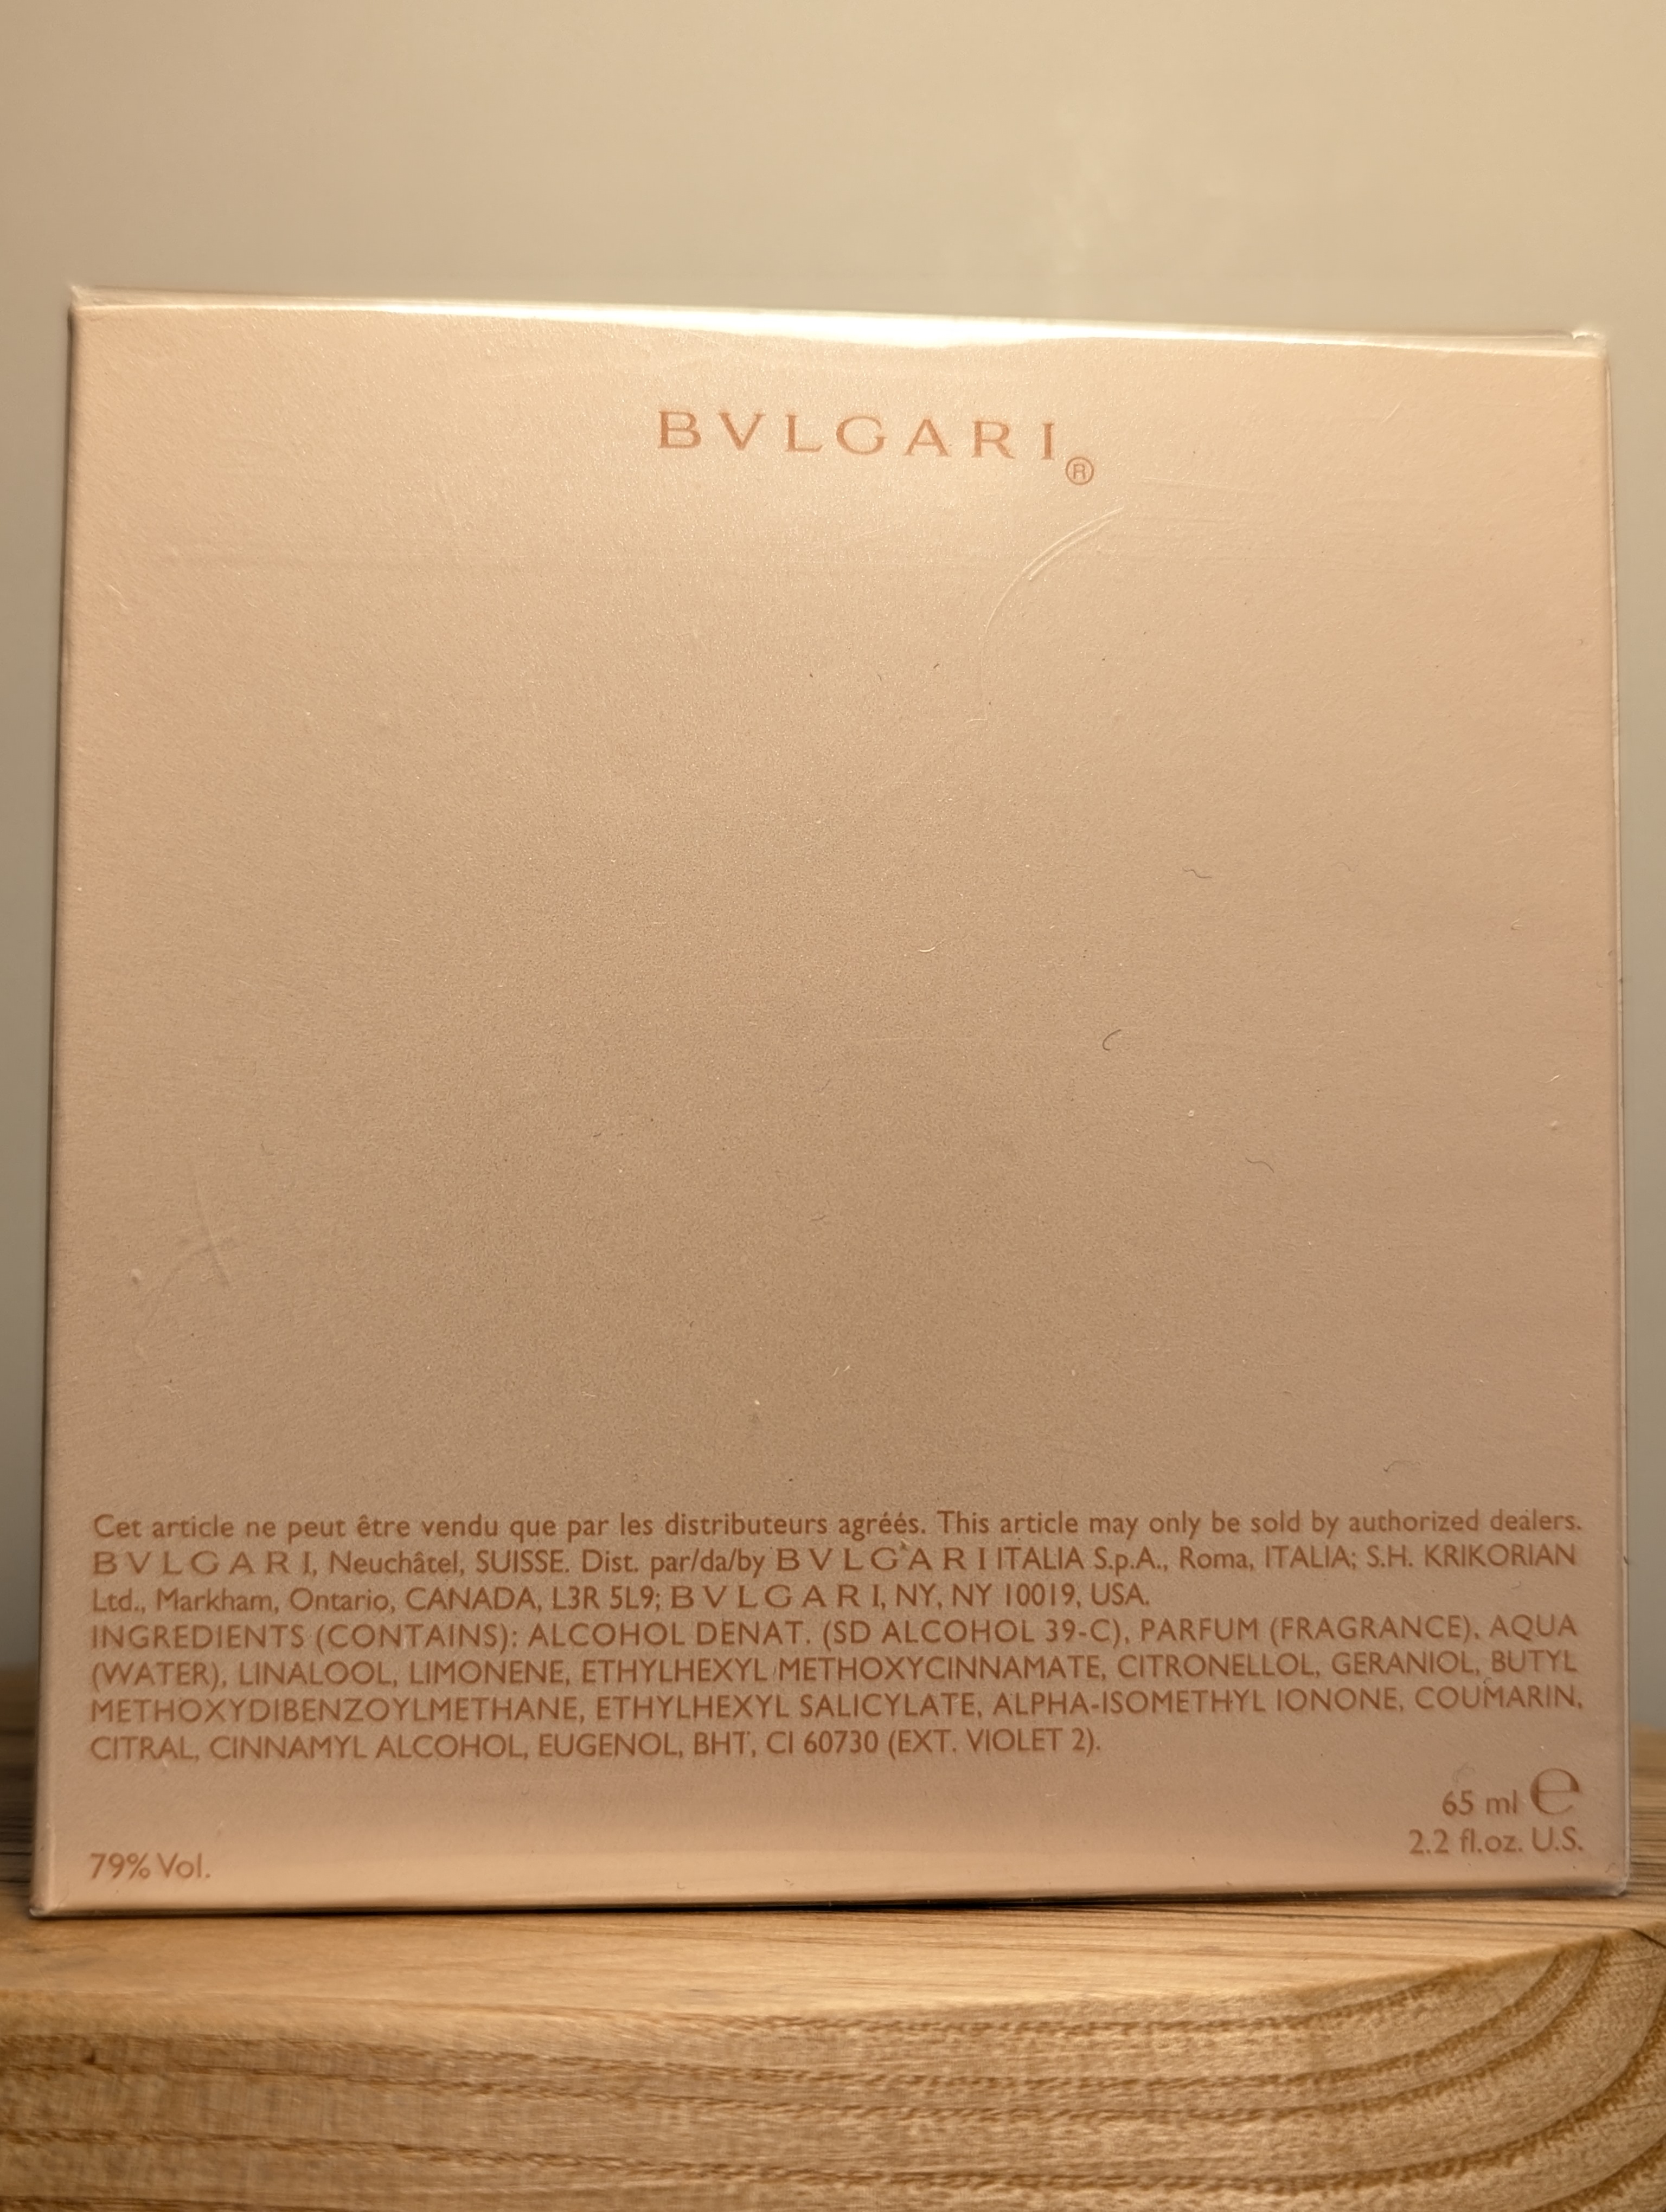 BVLGARI®
Cet article ne peut être vendu que par les distributeurs agréés. This article may only be sold by authorized dealers.
BVLGARI, Neuchâtel, SUISSE. Dist. par/da/by BVLGARI ITALIA S.p.A., Roma, ITALIA; S.H. KRIKORIAN
Ltd., Markham, Ontario, CANADA, L3R 5L9; BVLGARI, NY, NY 10019, USA.
INGREDIENTS (CONTAINS): ALCOHOL DENAT. (SD ALCOHOL 39-C), PARFUM (FRAGRANCE), AQUA
(WATER), LINALOOL, LIMONENE, ETHYLHEXYL METHOXYCINNAMATE, CITRONELLOL, GERANIOL, BUTYL
METHOXYDIBENZOYLMETHANE, ETHYLHEXYL SALICYLATE, ALPHA-ISOMETHYL IONONE, COUMARIN,
CITRAL, CINNAMYL ALCOHOL, EUGENOL, BHT, CI 60730 (EXT. VIOLET 2).
65 ml e
2.2 fl.oz. U.S.
79% Vol.